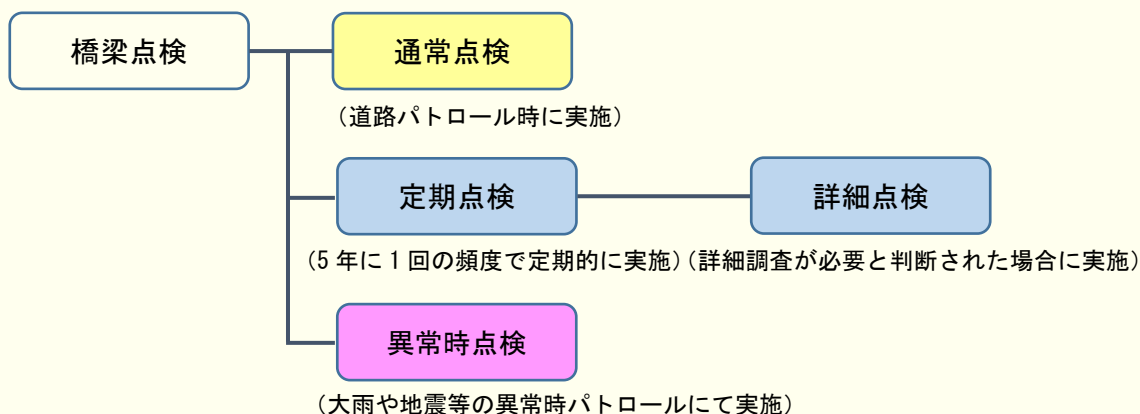 橋梁点検
通常点検
（道路パトロール時に実施）
定期点検
詳細点検
（5 年に 1 回の頻度で定期的に実施）（詳細調査が必要と判断された場合に実施）
異常時点検
（大雨や地震等の異常時パトロールにて実施）